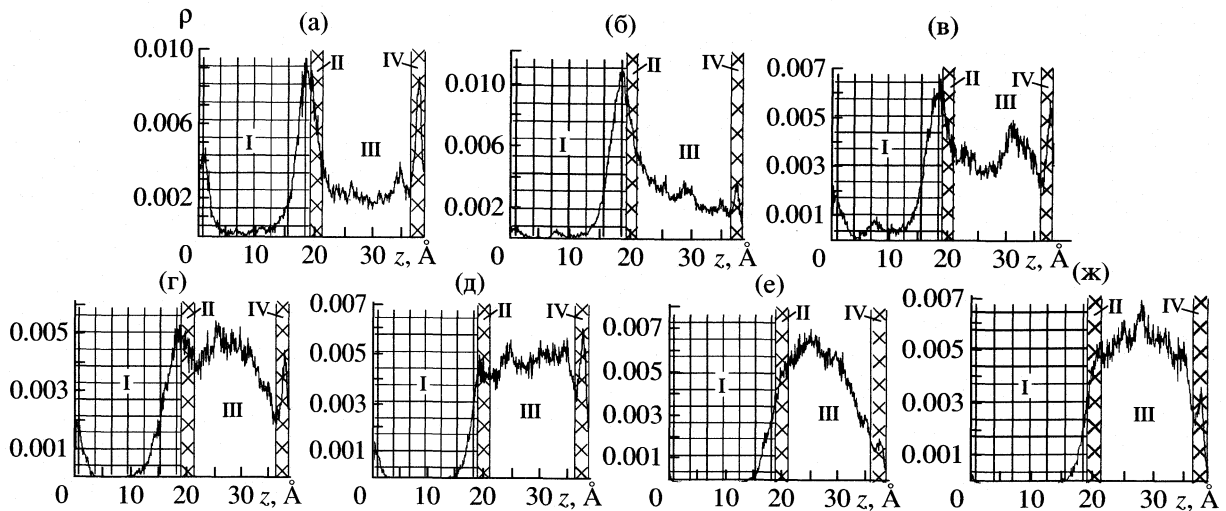 ρ (а) (б) (в)
0.010 II IV 0.010 II IV 0.007 II IV
0.006 I III 0.006 I III 0.005 III
0.003 I
0.002 0.002 0.001
0 10 20 30 z, Å 0 10 20 30 z, Å 0 10 20 30 z, Å
(г) (д) (е) (ж)
0.005 II IV 0.007 II IV 0.007 II IV 0.007 II IV
0.005 0.005 0.005
0.003 I III 0.003 I III 0.003 I III 0.003 I III
0.001 0.001 0.001 0.001
0 10 20 30 z, Å 0 10 20 30 z, Å 0 10 20 30 z, Å 0 10 20 30 z, Å